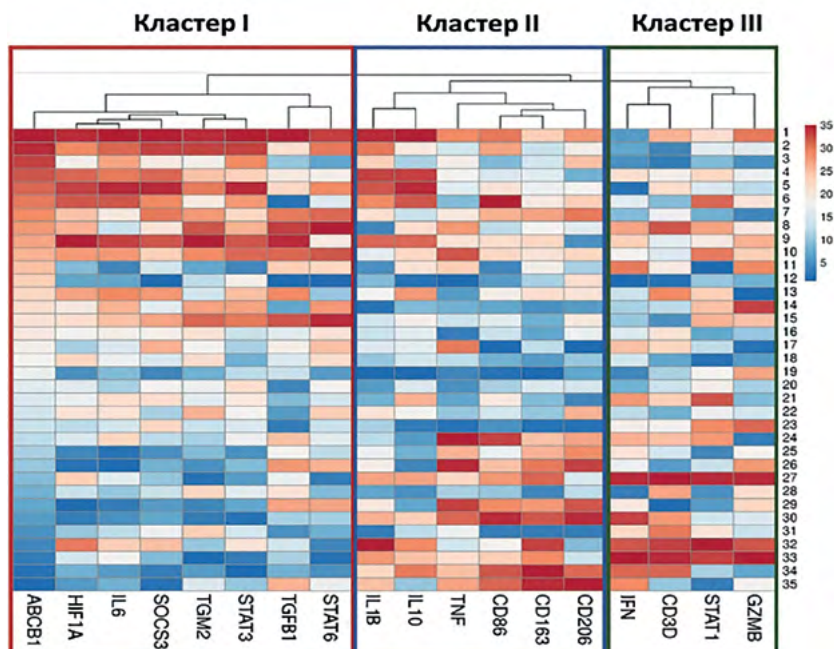 Кластер I
Кластер II
Кластер III
35
30
25
20
15
10
5
1
2
3
4
5
6
7
8
9
10
11
12
13
14
15
16
17
18
19
20
21
22
23
24
25
26
27
28
29
30
31
32
33
34
35
ABCB1
HIF1A
IL6
SOCS3
TGM2
STAT3
TGFB1
STAT6
IL1B
IL10
TNF
CD86
CD163
CD206
IFN
CD3D
STAT1
GZMB